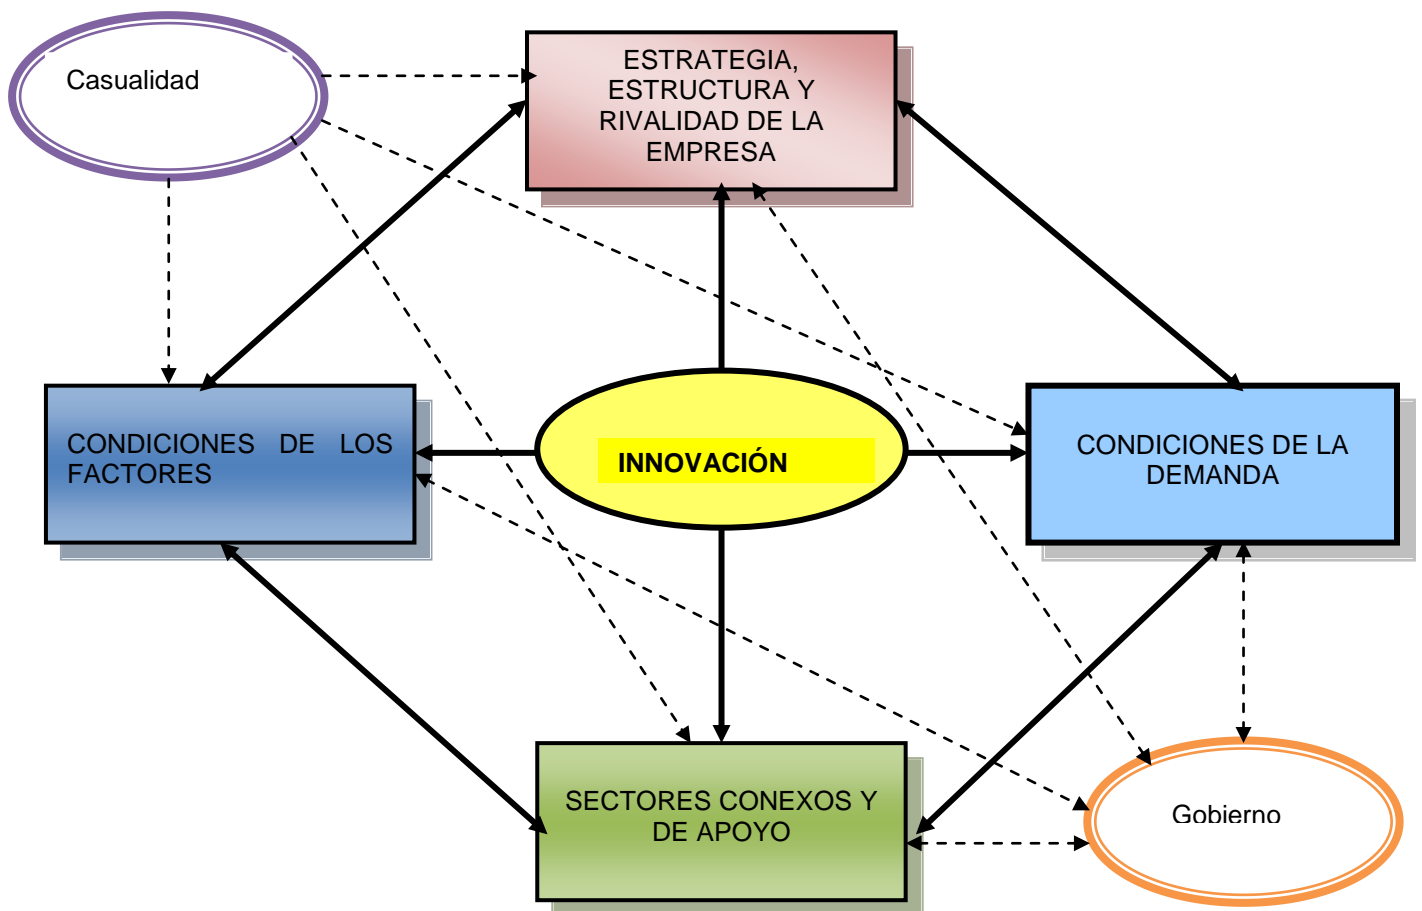 Casualidad
ESTRATEGIA,
ESTRUCTURA Y
RIVALIDAD DE LA
EMPRESA
CONDICIONES DE LOS
FACTORES
INNOVACIÓN
CONDICIONES DE LA
DEMANDA
SECTORES CONEXOS Y
DE APOYO
Gobierno